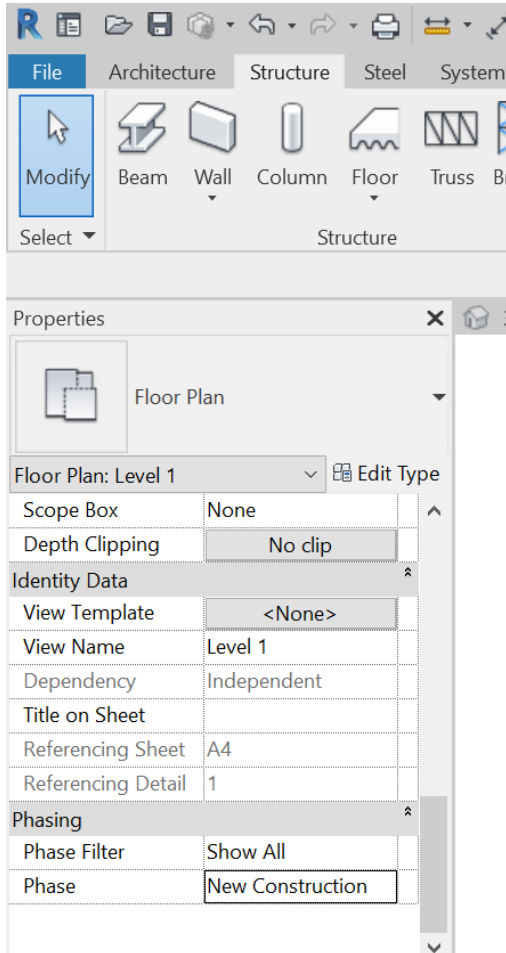 File Architecture Structure Steel System
Modify Beam Wall Column Floor Truss
Select Structure
Properties
Floor Plan
Floor Plan: Level 1 Edit Type
Scope Box None
Depth Clipping No clip
Identity Data
View Template <None>
View Name Level 1
Dependency Independent
Title on Sheet
Referencing Sheet A4
Referencing Detail 1
Phasing
Phase Filter Show All
Phase New Construction